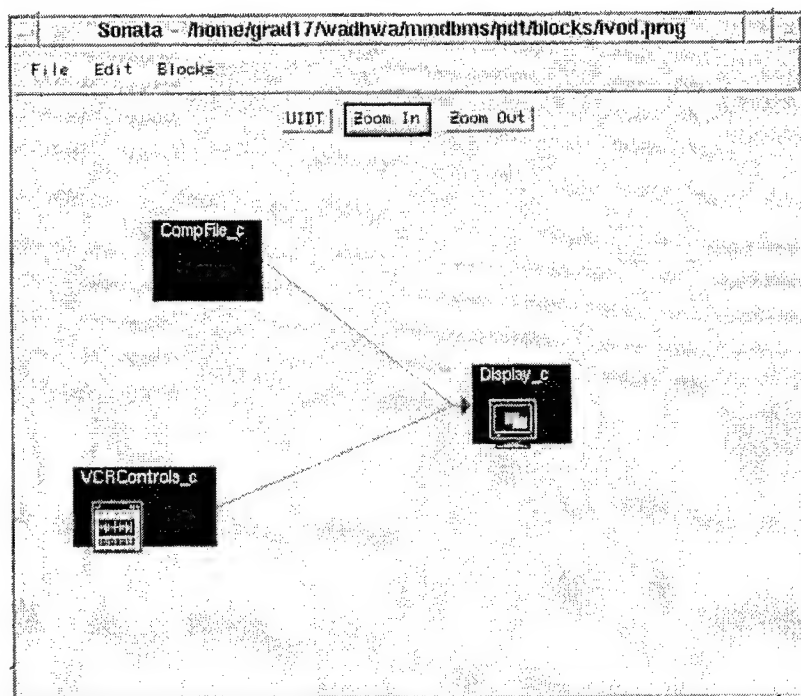 Sonata - /home/grad17/wadhwa/mmdbms/pdt/blocks/ivod.prog
File Edit Blocks
UIDT Zoom In Zoom Out
CompFile_c
Display_c
VCRControls_c